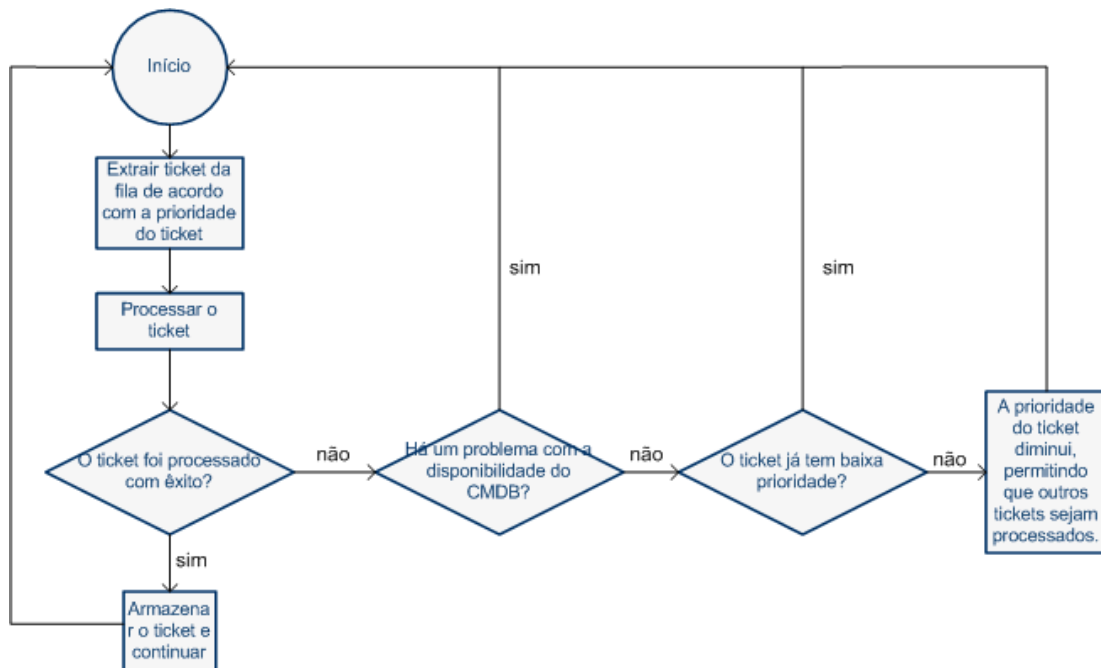 Início
Extrair ticket da
fila de acordo
com a prioridade
do ticket
sim
sim
Processar o
ticket
O ticket foi processado
com êxito?
não
Há um problema com a
disponibilidade do
CMDB?
não
O ticket já tem baixa
prioridade?
não
A prioridade
do ticket
diminui,
permitindo
que outros
tickets sejam
processados.
sim
Armazena
r o ticket e
continuar